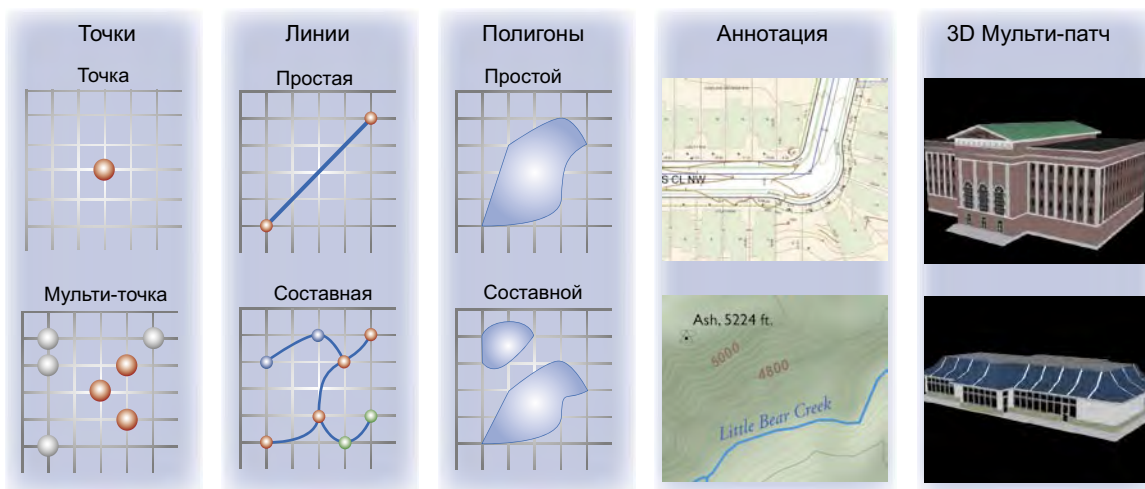 Точки
Линии
Полигоны
Аннотация
3D Мульти-патч
Точка
Простая
Простой
S CL NW
Мульти-точка
Составная
Составной
Ash, 5224 ft.
6000
4800
Little Bear Creek